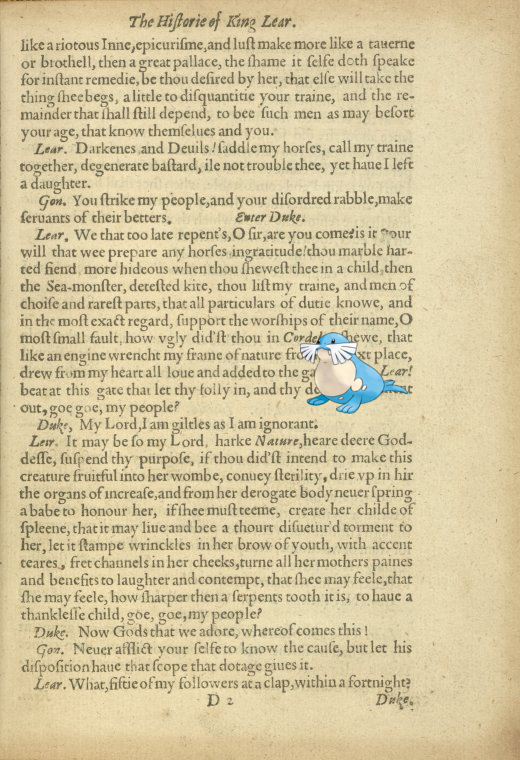 The Historie of King Lear.
like a riotous Inne, epicurisme, and lust make more like a tauerne
or brothell, then a great pallace, the shame it selfe doth speake
for instant remedie, be thou desired by her, that else will take the
thing shee begs, a little to disquantitie your traine, and the re-
mainder that shall still depend, to bee such men as may besort
your age, that know themselues and you.
Lear. Darkenes, and Deuils! saddle my horses, call my traine
together, degenerate bastard, ile not trouble thee, yet haue I left
a daughter.
Gon. You strike my people, and your disordred rabble, make
seruants of their betters. Enter Duke.
Lear. We that too late repent's, O sir, are you come? is it your
will that wee prepare any horses ingratitude! thou marble har-
ted fiend, more hideous when thou shewest thee in a child, then
the Sea-monster, detested kite, thou list my traine, and men of
choise and rarest parts, that all particulars of dutie knowe, and
in the most exact regard, support the worships of their name, O
most small fault, how vgly did'st thou in Corde shewe, that
like an engine wrencht my frame of nature place,
drew from my heart all loue and added to the Lear!
beat at this gate that let thy folly in, and thy
out, goe goe, my people?
Duke, My Lord, I am giltles as I am ignorant.
Leir. It may be so my Lord, harke Nature, heare deere God-
desse, suspend thy purpose, if thou did'st intend to make this
creature fruitful into her wombe, conuey sterility, drie vp in hir
the organs of increase, and from her derogate body neuer spring
a babe to honour her, if shee must teeme, create her childe of
spleene, that it may liue and bee a thourt disuetur'd torment to
her, let it stampe wrinckles in her brow of youth, with accent
teares, fret channels in her cheeks, turne all her mothers paines
and benefits to laughter and contempt, that shee may feele, that
she may feele, how sharper then a serpents tooth it is, to haue a
thanklesse child, goe, goe, my people?
Duke. Now Gods that we adore, whereof comes this!
Gon. Neuer afflict your selfe to know the cause, but let his
disposition haue that scope that dotage giues it.
Lear. What, fiftie of my followers at a clap, within a fortnight?
D 2 Duke.